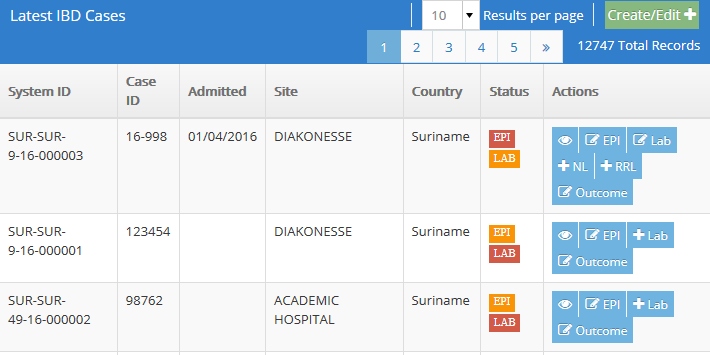 Latest IBD Cases
10 Results per page Create/Edit
1 2 3 4 5 » 12747 Total Records
System ID Case ID Admitted Site Country Status Actions
SUR-SUR-
9-16-000003
16-998
01/04/2016
DIAKONESSE
Suriname
EPI
LAB
EPI Lab
NL RRL
Outcome
SUR-SUR-
9-16-000001
123454
DIAKONESSE
Suriname
EPI
LAB
EPI Lab
Outcome
SUR-SUR-
49-16-000002
98762
ACADEMIC
HOSPITAL
Suriname
EPI
LAB
EPI Lab
Outcome